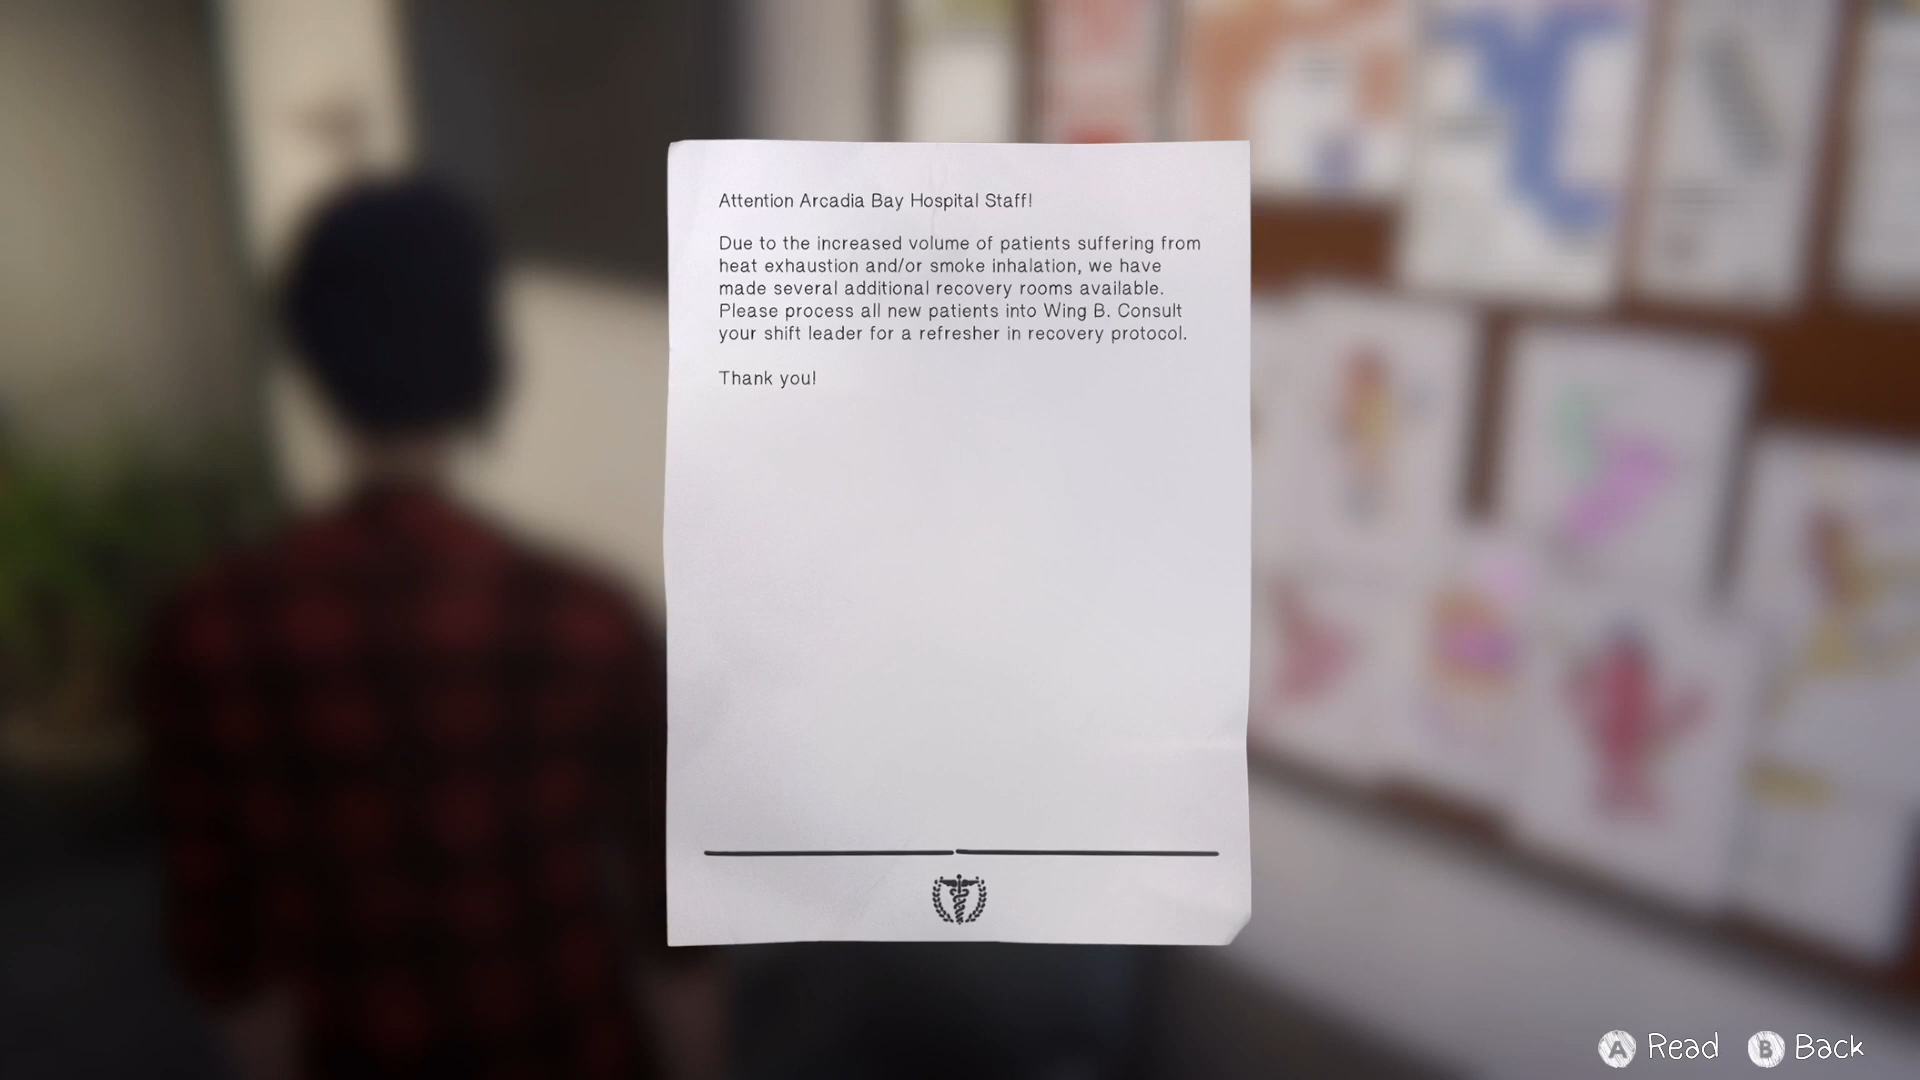 Attention Arcadia Bay Hospital Staff!
Due to the increased volume of patients suffering from
heat exhaustion and/or smoke inhalation, we have
made several additional recovery rooms available.
Please process all new patients into Wing B. Consult
your shift leader for a refresher in recovery protocol.
Thank you!
A Read B Back